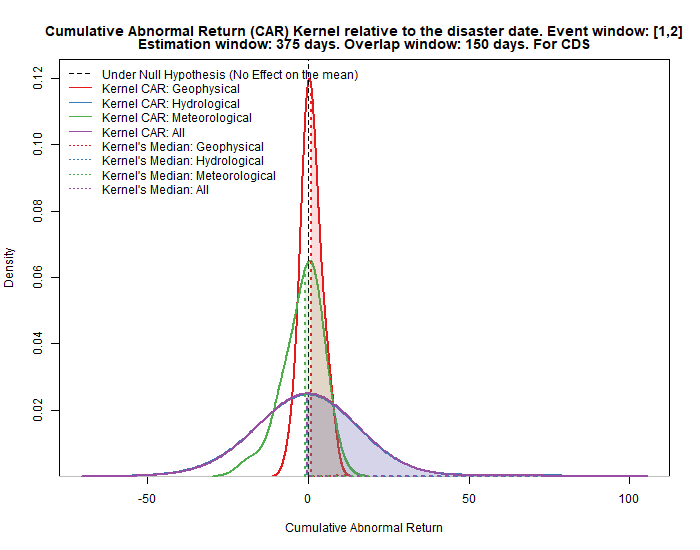 Cumulative Abnormal Return (CAR) Kernel relative to the disaster date. Event window: [1,2]
Estimation window: 375 days. Overlap window: 150 days. For CDS
Under Null Hypothesis (No Effect on the mean)
Kernel CAR: Geophysical
Kernel CAR: Hydrological
Kernel CAR: Meteorological
Kernel CAR: All
Kernel's Median: Geophysical
Kernel's Median: Hydrological
Kernel's Median: Meteorological
Kernel's Median: All
Density
0.12
0.10
0.08
0.06
0.04
0.02
-50
0
50
100
Cumulative Abnormal Return